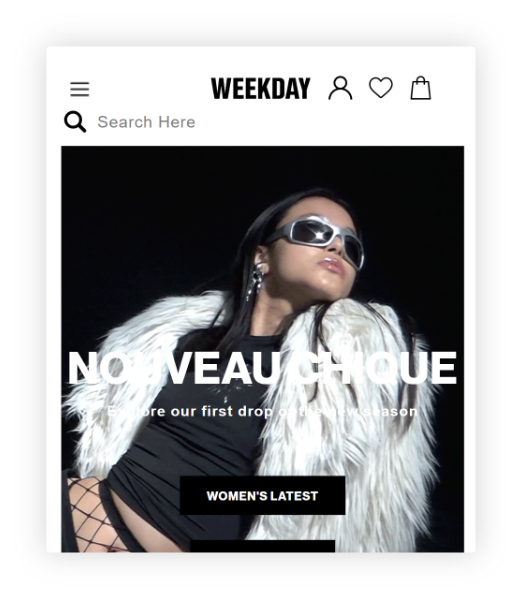 WEEKDAY
Search Here
NOUVEAU CHIQUE
Explore our first drop of the new season
WOMEN'S LATEST